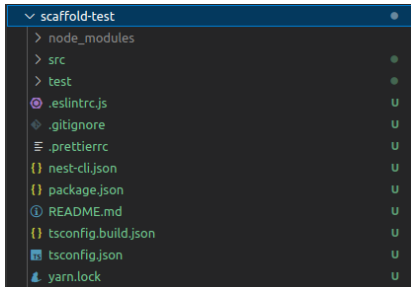 scaffold-test
node_modules
src
test
.eslintrc.js U
.gitignore U
.prettierrc U
{} nest-cli.json U
{} package.json U
README.md U
{} tsconfig.build.json U
TS tsconfig.json U
yarn.lock U